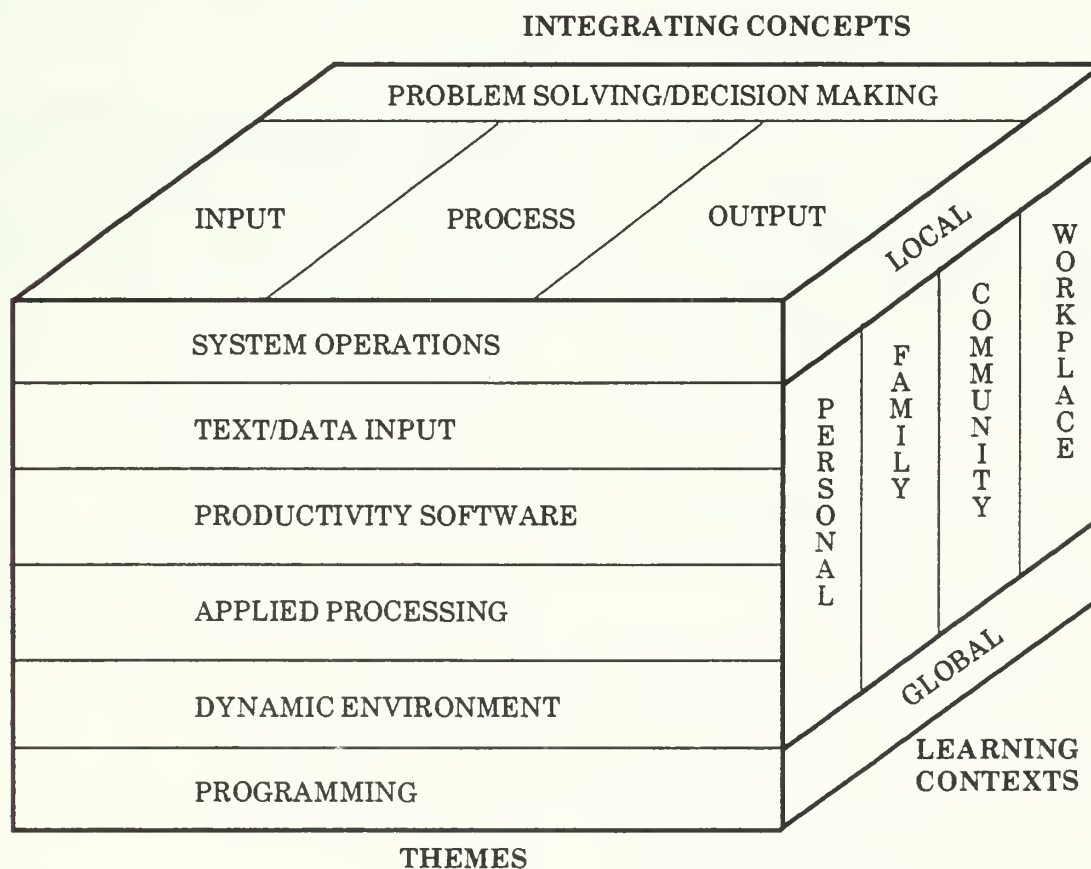 INTEGRATING CONCEPTS
PROBLEM SOLVING/DECISION MAKING
INPUT
PROCESS
OUTPUT
LOCAL
WORKPLACE
COMMUNITY
FAMILY
PERSONAL
SYSTEM OPERATIONS
TEXT/DATA INPUT
PRODUCTIVITY SOFTWARE
APPLIED PROCESSING
DYNAMIC ENVIRONMENT
PROGRAMMING
GLOBAL
LEARNING
CONTEXTS
THEMES